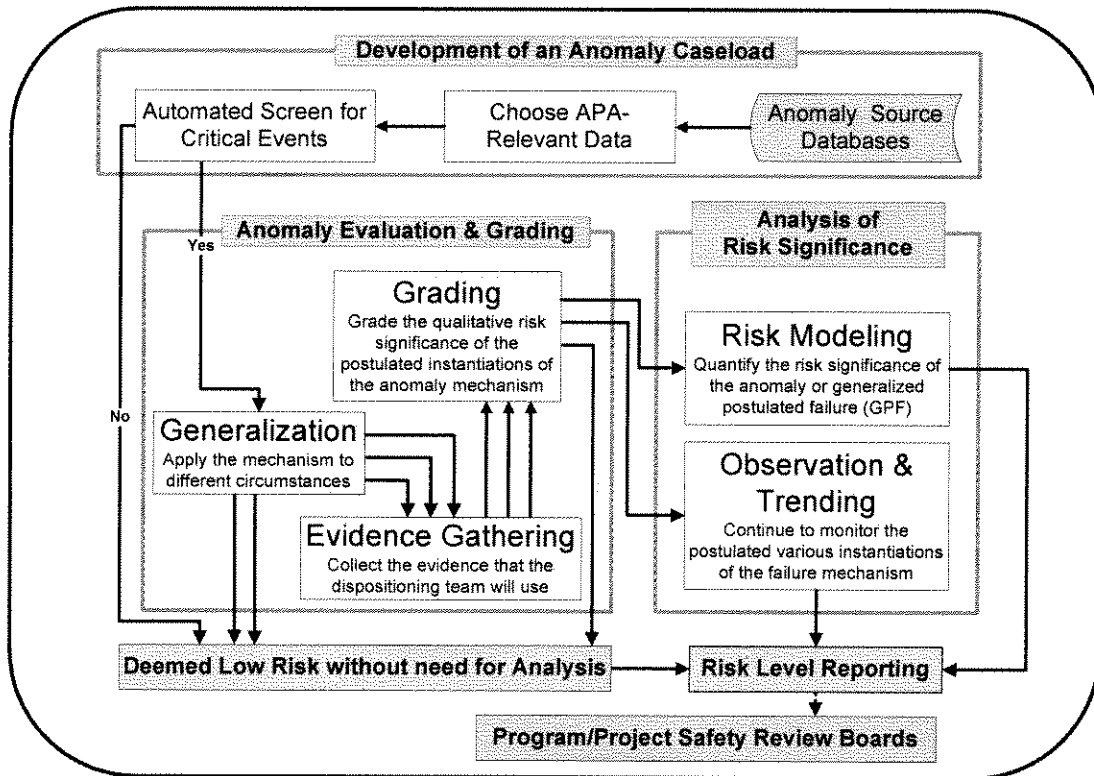 Development of an Anomaly Caseload
Automated Screen for
Critical Events
Choose APA-
Relevant Data
Anomaly Source
Databases
Yes
No
Anomaly Evaluation & Grading
Grading
Grade the qualitative risk
significance of the
postulated instantiations of
the anomaly mechanism
Generalization
Apply the mechanism to
different circumstances
Evidence Gathering
Collect the evidence that the
dispositioning team will use
Analysis of
Risk Significance
Risk Modeling
Quantify the risk significance of
the anomaly or generalized
postulated failure (GPF)
Observation &
Trending
Continue to monitor the
postulated various instantiations
of the failure mechanism
Deemed Low Risk without need for Analysis
Risk Level Reporting
Program/Project Safety Review Boards